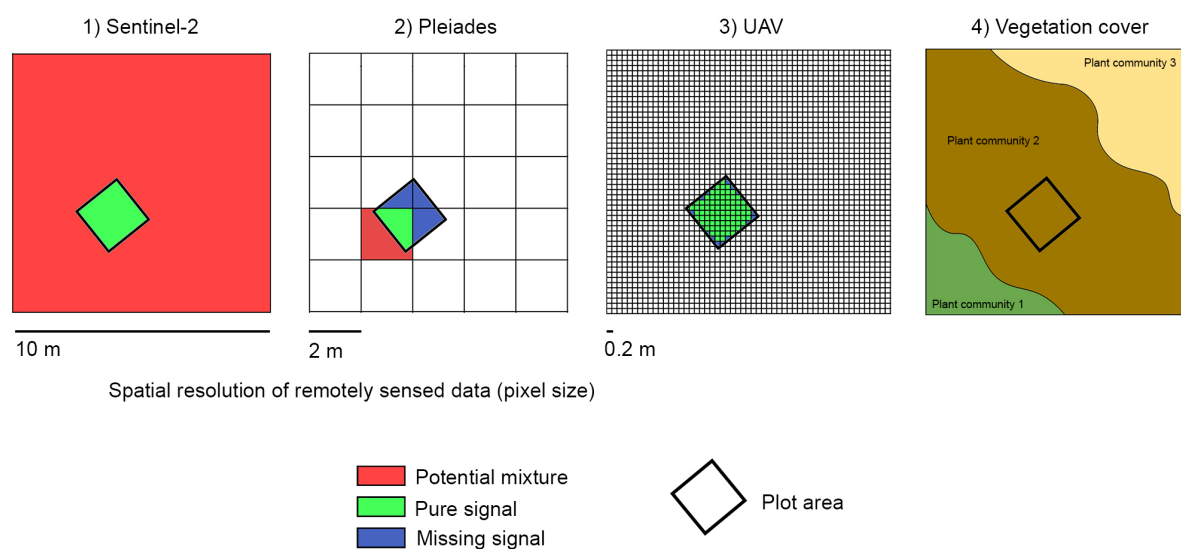 1) Sentinel-2
2) Pleiades
3) UAV
4) Vegetation cover
Plant community 3
Plant community 2
Plant community 1
10 m
2 m
0.2 m
Spatial resolution of remotely sensed data (pixel size)
Potential mixture
Pure signal
Missing signal
Plot area